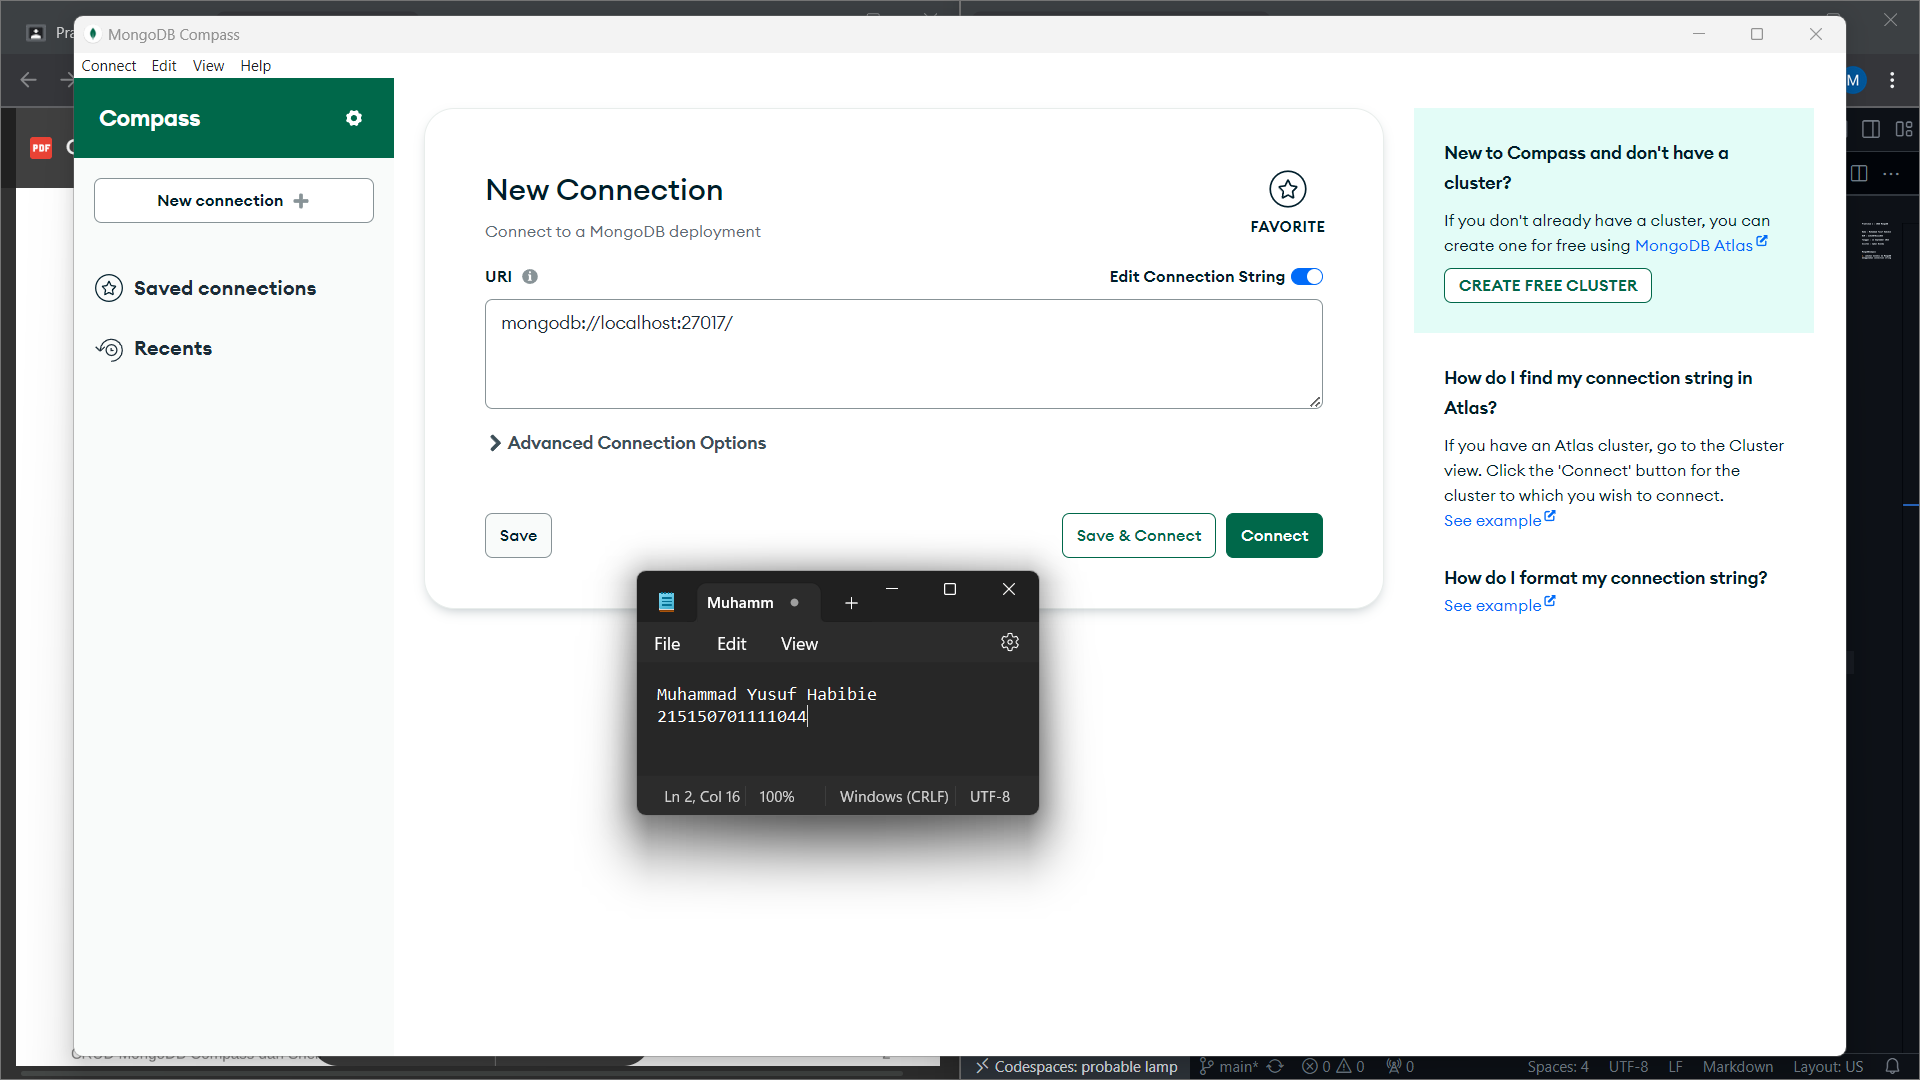 Pra
MongoDB Compass
Connect Edit View Help
Compass
New connection
Saved connections
Recents
New Connection
Connect to a MongoDB deployment
FAVORITE
URI
Edit Connection String
mongodb://localhost:27017/
Advanced Connection Options
Save
Save & Connect
Connect
New to Compass and don't have a
cluster?
If you don't already have a cluster, you can
create one for free using MongoDB Atlas
CREATE FREE CLUSTER
How do I find my connection string in
Atlas?
If you have an Atlas cluster, go to the Cluster
view. Click the 'Connect' button for the
cluster to which you wish to connect.
See example
How do I format my connection string?
See example
Muhamm
File Edit View
Muhammad Yusuf Habibie
215150701111044
Ln 2, Col 16 100% Windows (CRLF) UTF-8
PDF
M
Codespaces: probable lamp main* 0 0 0 Spaces: 4 UTF-8 LF Markdown Layout: US